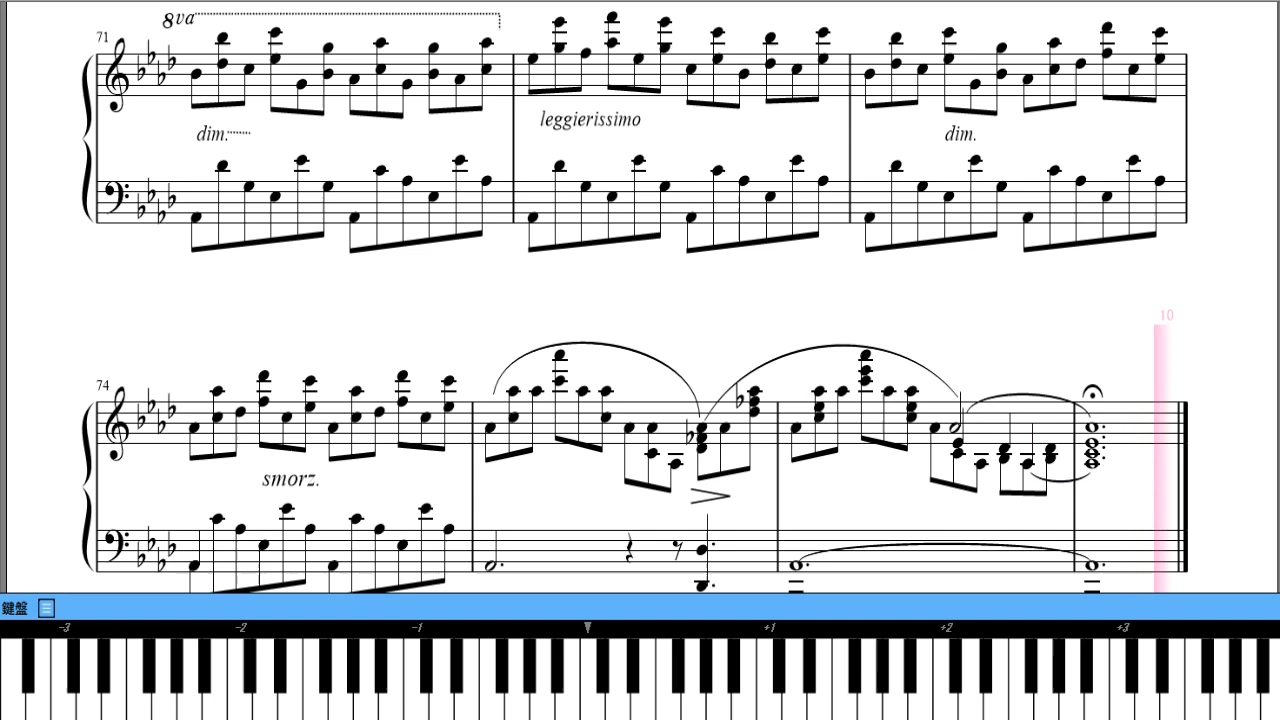 8va
71
dim.
leggierissimo
dim.
10
74
smorz.
鍵盤
-3 -2 -1 +1 +2 +3